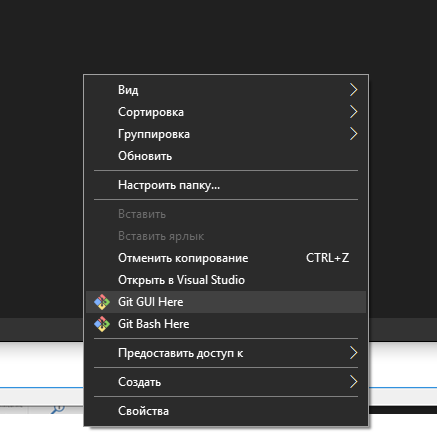 Вид
Сортировка
Группировка
Обновить
Настроить папку...
Вставить
Вставить ярлык
Отменить копирование CTRL+Z
Открыть в Visual Studio
Git GUI Here
Git Bash Here
Предоставить доступ к
Создать
Свойства